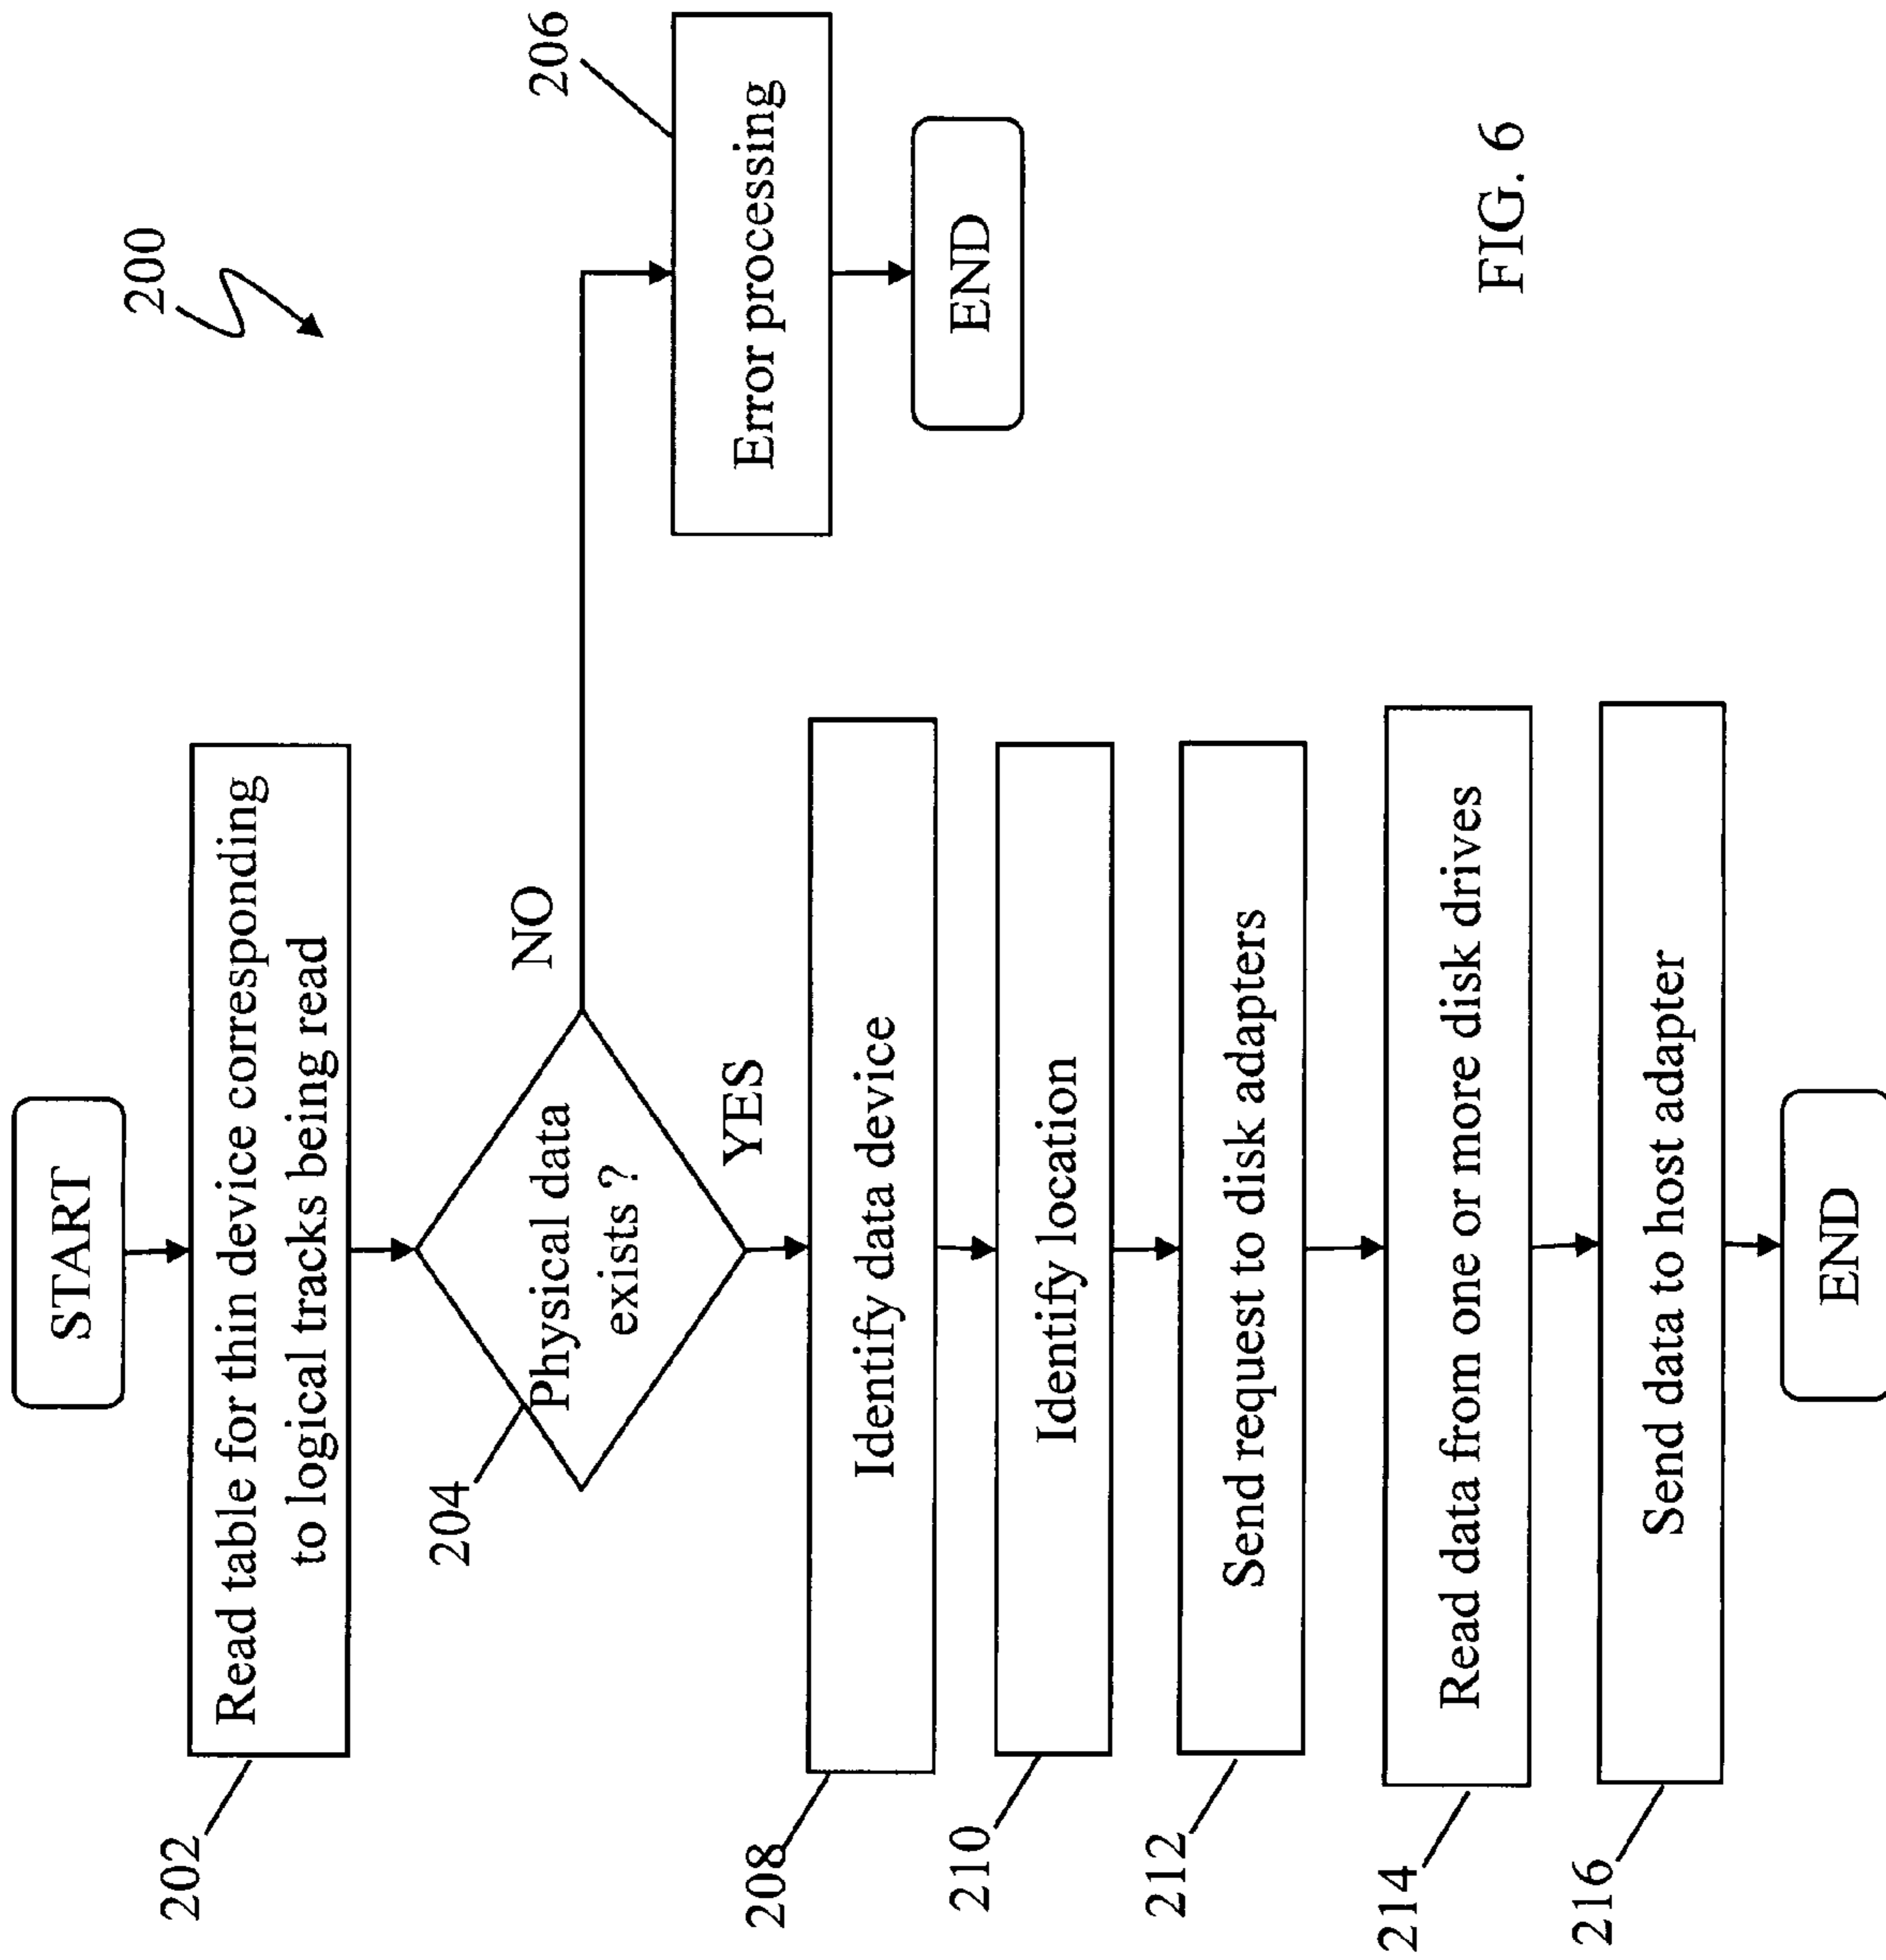 200
START
202
Read table for thin device corresponding
to logical tracks being read
204
Physical data
exists ?
NO
206
Error processing
END
YES
208
Identify data device
210
Identify location
212
Send request to disk adapters
214
Read data from one or more disk drives
216
Send data to host adapter
END
FIG. 6